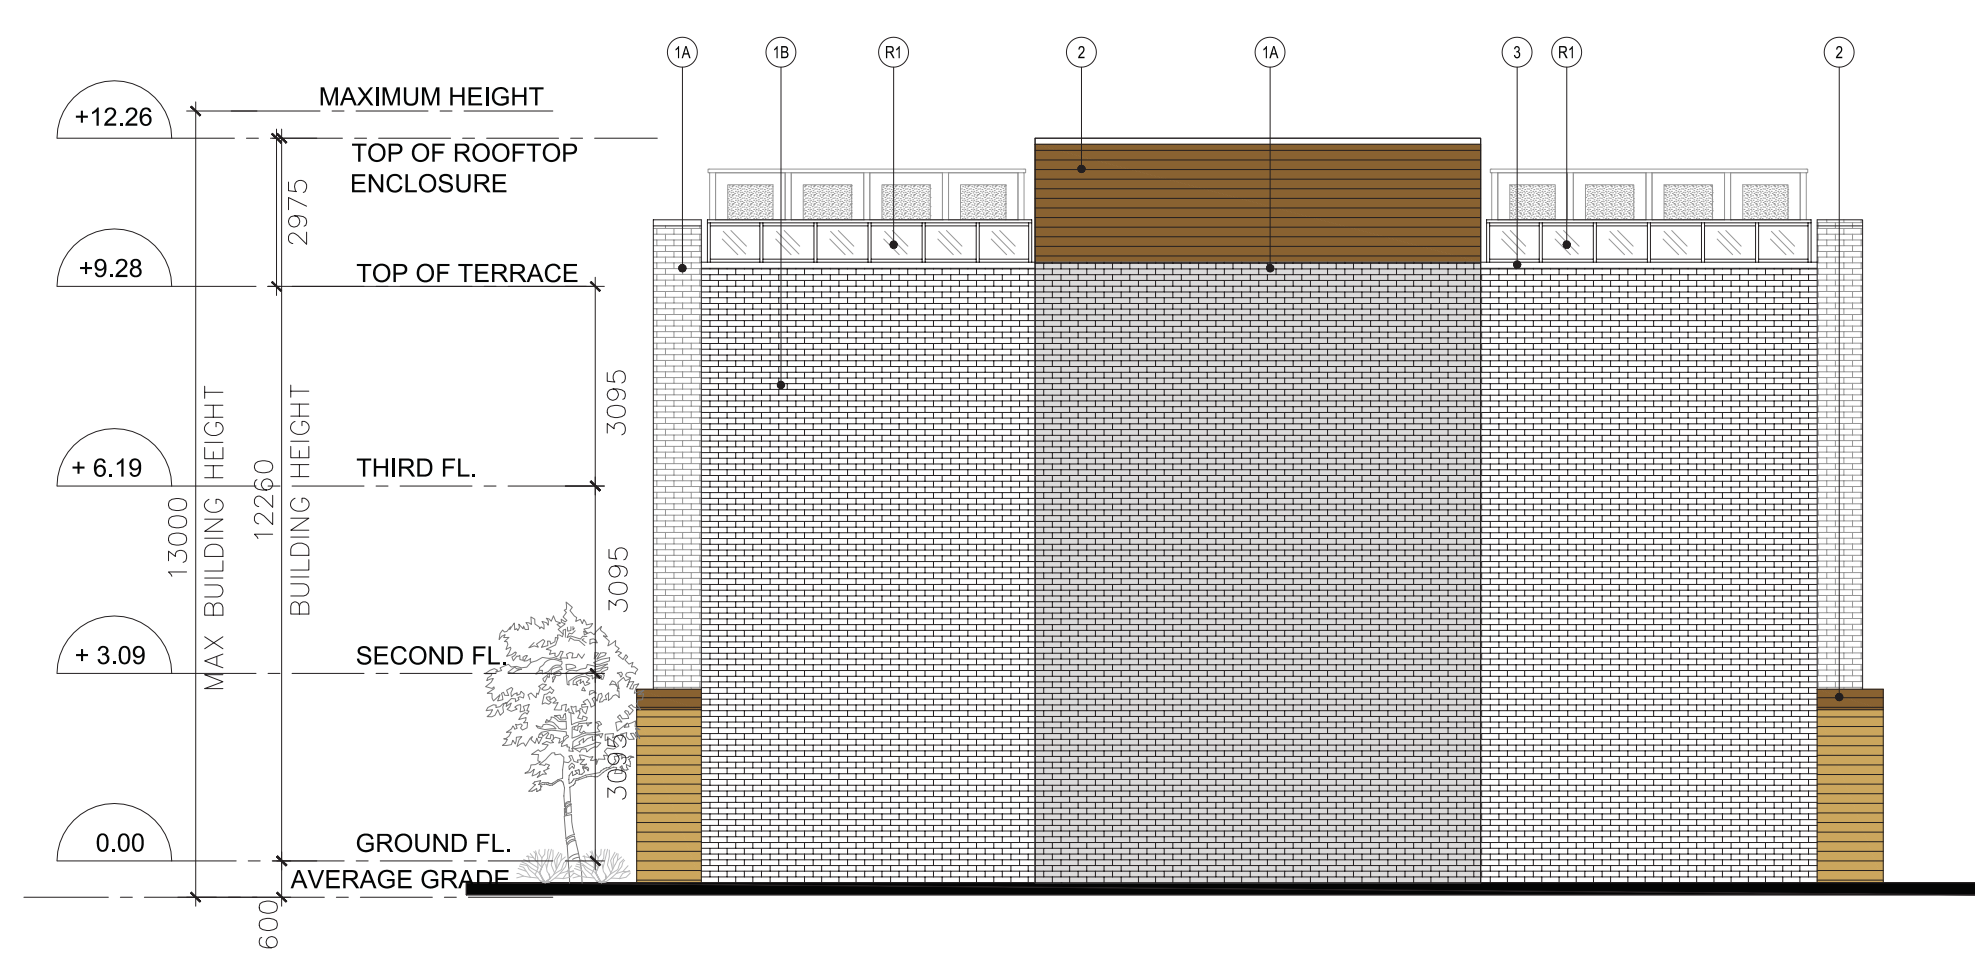 1A 1B R1 2 1A 3 R1 2
MAXIMUM HEIGHT
+12.26
TOP OF ROOFTOP
ENCLOSURE
2975
+9.28
TOP OF TERRACE
3095
+ 6.19
THIRD FL.
13000
MAX BUILDING HEIGHT
12260
BUILDING HEIGHT
3095
+ 3.09
SECOND FL.
3095
0.00
GROUND FL.
AVERAGE GRADE
600